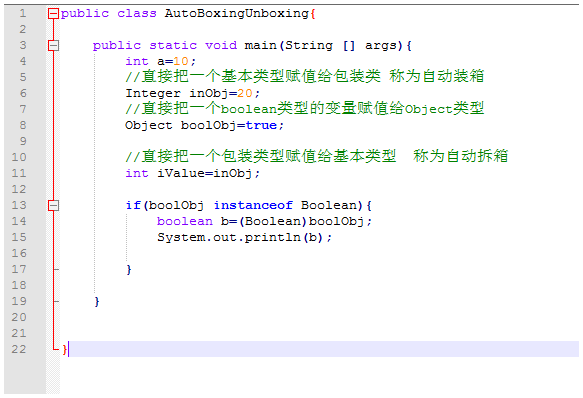 1 public class AutoBoxingUnboxing{
2
3 public static void main(String [] args){
4 int a=10;
5 //直接把一个基本类型赋值给包装类 称为自动装箱
6 Integer inObj=20;
7 //直接把一个boolean类型的变量赋值给Object类型
8 Object boolObj=true;
9
10 //直接把一个包装类型赋值给基本类型  称为自动拆箱
11 int iValue=inObj;
12
13 if(boolObj instanceof Boolean){
14 boolean b=(Boolean)boolObj;
15 System.out.println(b);
16
17 }
18
19 }
20
21
22 }